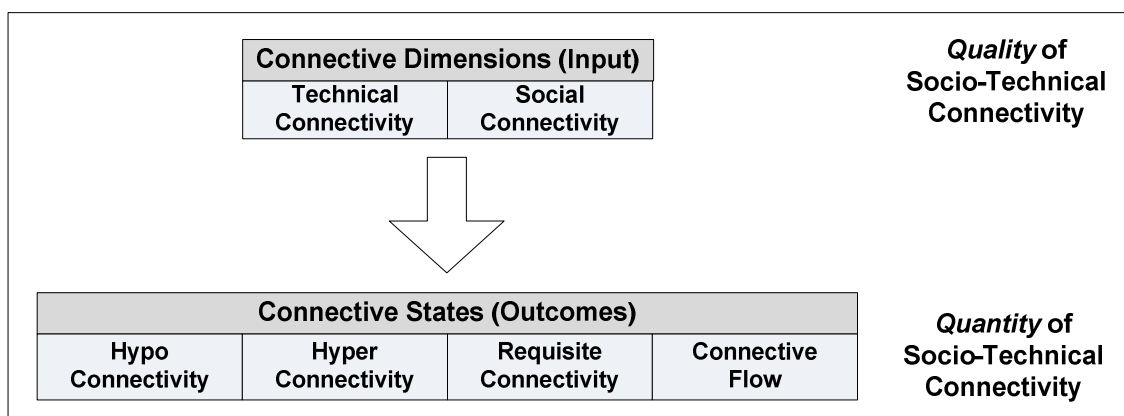 Connective Dimensions (Input)
Technical
Connectivity
Social
Connectivity
Quality of
Socio-Technical
Connectivity
Connective States (Outcomes)
Hypo
Connectivity
Hyper
Connectivity
Requisite
Connectivity
Connective
Flow
Quantity of
Socio-Technical
Connectivity